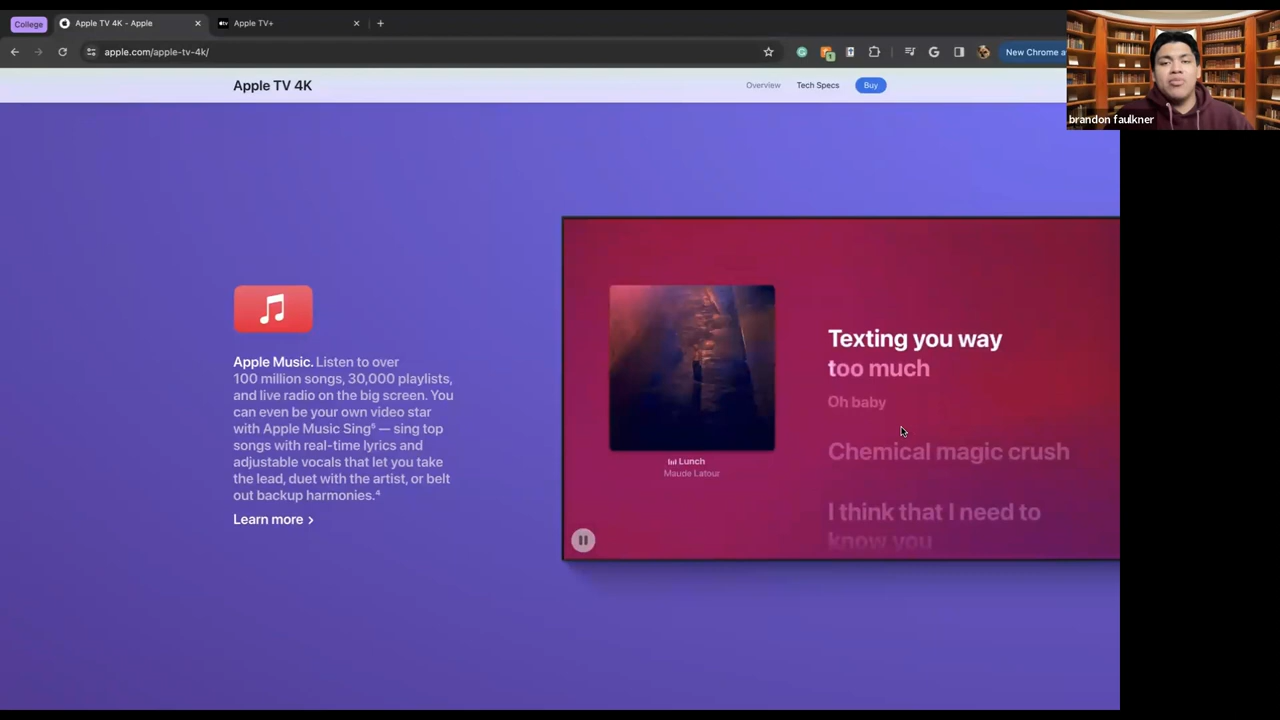 College
Apple TV 4K - Apple
Apple TV+
apple.com/apple-tv-4k/
1
New Chrome
brandon faulkner
Apple TV 4K
Overview
Tech Specs
Buy
Apple Music. Listen to over
100 million songs, 30,000 playlists,
and live radio on the big screen. You
can even be your own video star
with Apple Music Sing⁵ — sing top
songs with real-time lyrics and
adjustable vocals that let you take
the lead, duet with the artist, or belt
out backup harmonies.⁴
Learn more >
Lunch
Maude Latour
Texting you way
too much
Oh baby
Chemical magic crush
I think that I need to
know you